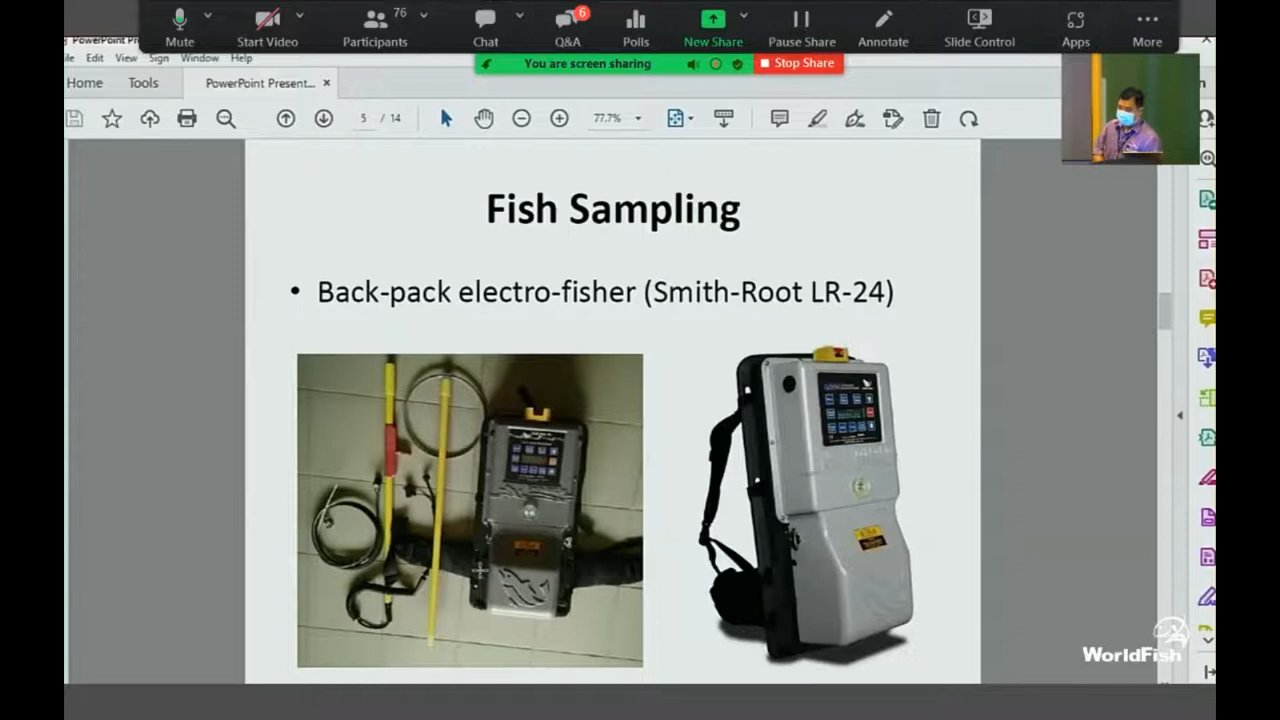 76
6
Mute
Start Video
Participants
Chat
Q&A
Polls
New Share
Pause Share
Annotate
Slide Control
Apps
More
PowerPoint Pre
You are screen sharing
Stop Share
Edit View Sign Window Help
Home
Tools
PowerPoint Present...
5 / 14
77.7%
Fish Sampling
• Back-pack electro-fisher (Smith-Root LR-24)
WorldFish